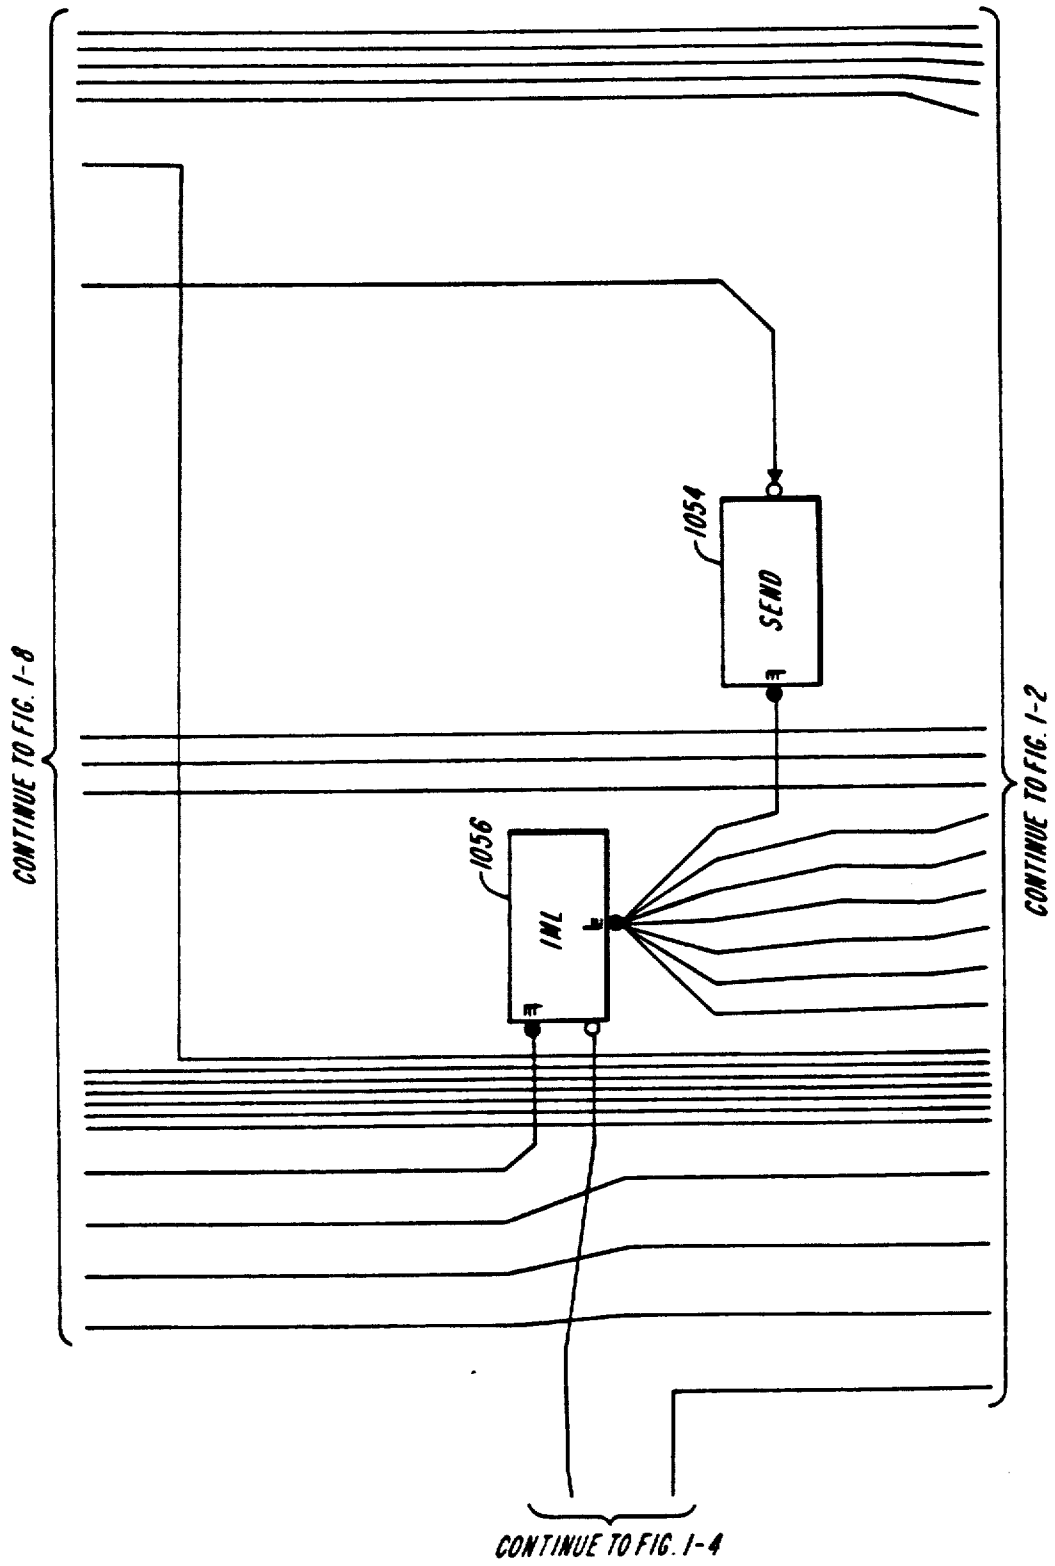 CONTINUE TO FIG. 1-8
1054
SEND
E
1056
IML
E
E
CONTINUE TO FIG. 1-2
CONTINUE TO FIG. 1-4